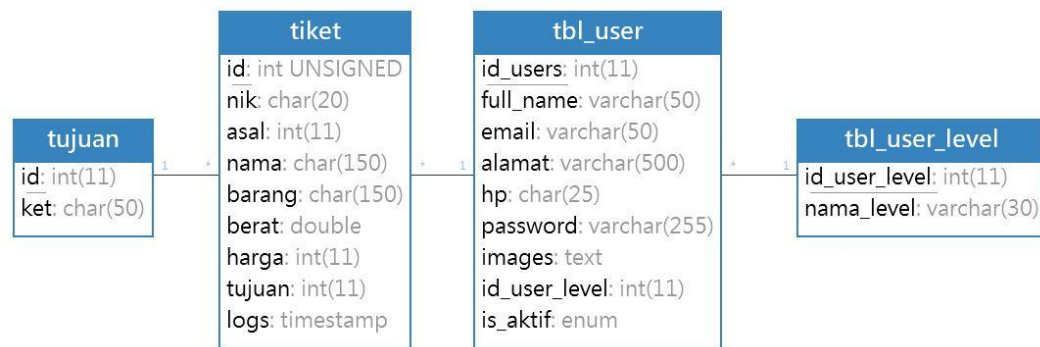 tujuan
id: int(11)
ket: char(50)
1
*
tiket
id: int UNSIGNED
nik: char(20)
asal: int(11)
nama: char(150)
barang: char(150)
berat: double
harga: int(11)
tujuan: int(11)
logs: timestamp
*
1
tbl_user
id_users: int(11)
full_name: varchar(50)
email: varchar(50)
alamat: varchar(500)
hp: char(25)
password: varchar(255)
images: text
id_user_level: int(11)
is_aktif: enum
*
1
tbl_user_level
id_user_level: int(11)
nama_level: varchar(30)